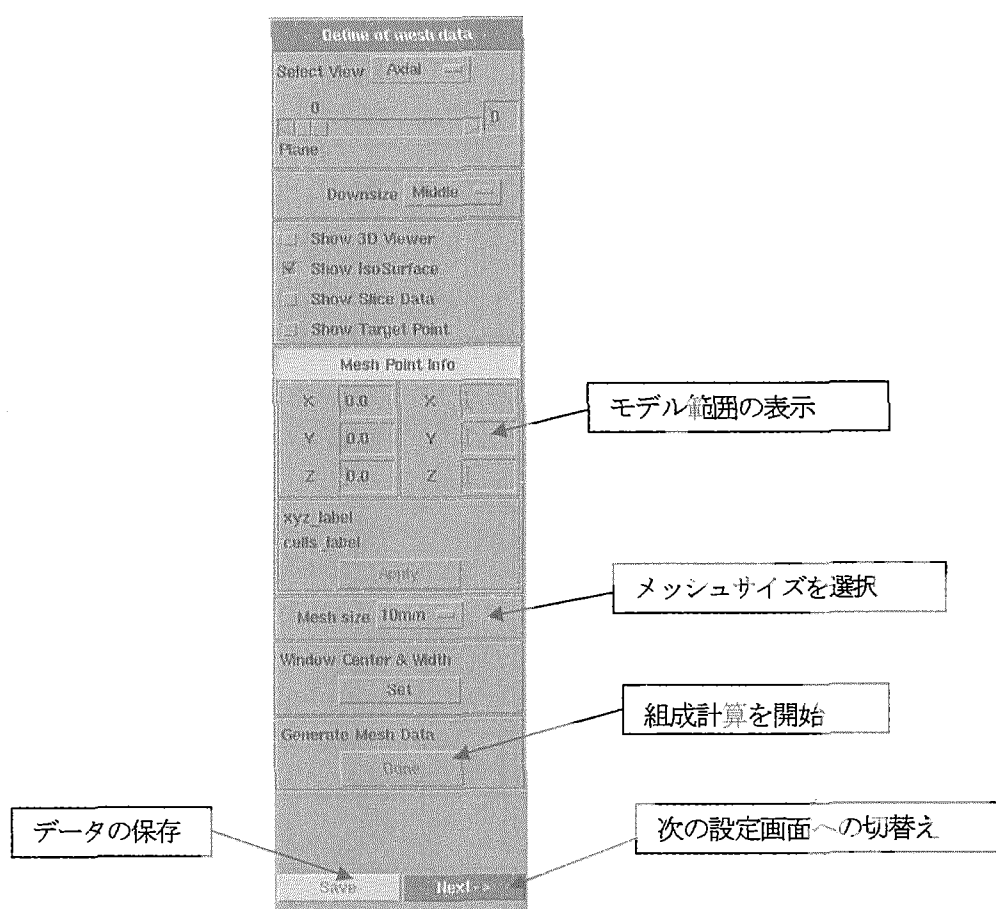 Define of mesh data
Select View Axial
0
0
Plane
Downsize Middle
Show 3D Viewer
Show IsoSurface
Show Slice Data
Show Target Point
Mesh Point Info
X 0.0 X
Y 0.0 Y
Z 0.0 Z
モデル範囲の表示
xyz_label
cells_label
Apply
メッシュサイズを選択
Mesh size 10mm
Window Center & Width
Set
組成計算を開始
Generate Mesh Data
Done
データの保存
次の設定画面への切替え
Save
Next->